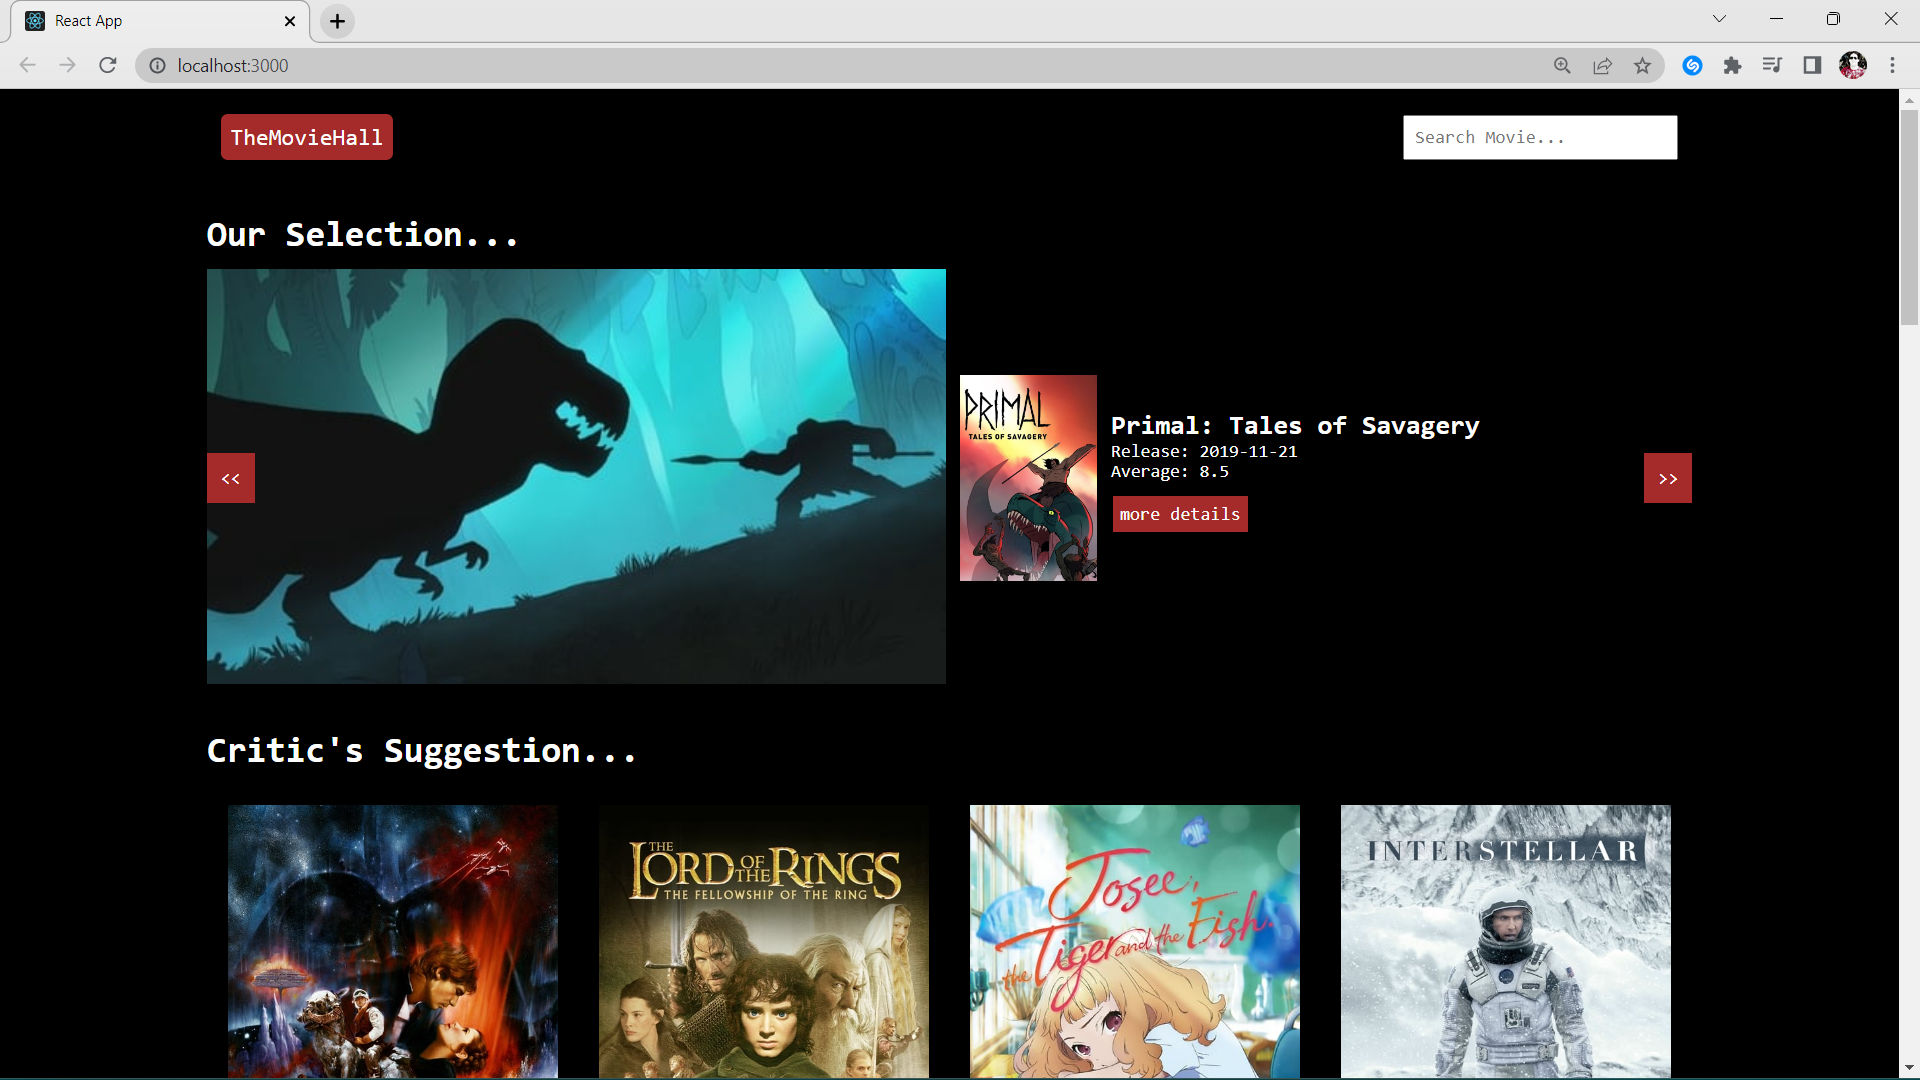 React App
localhost:3000
TheMovieHall
Search Movie...
Our Selection...
<<
PRIMAL
TALES OF SAVAGERY
Primal: Tales of Savagery
Release: 2019-11-21
Average: 8.5
more details
>>
Critic's Suggestion...
THE
LORD OF THE RINGS
THE FELLOWSHIP OF THE RING
Josee,
the Tiger and the Fish.
INTERSTELLAR